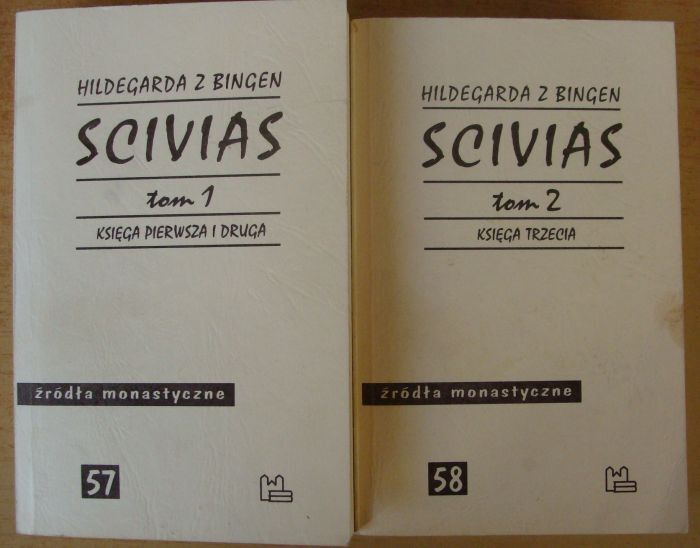 HILDEGARDA Z BINGEN
SCIVIAS
tom 1
KSIĘGA PIERWSZA I DRUGA
źródła monastyczne
57
HILDEGARDA Z BINGEN
SCIVIAS
tom 2
KSIĘGA TRZECIA
źródła monastyczne
58